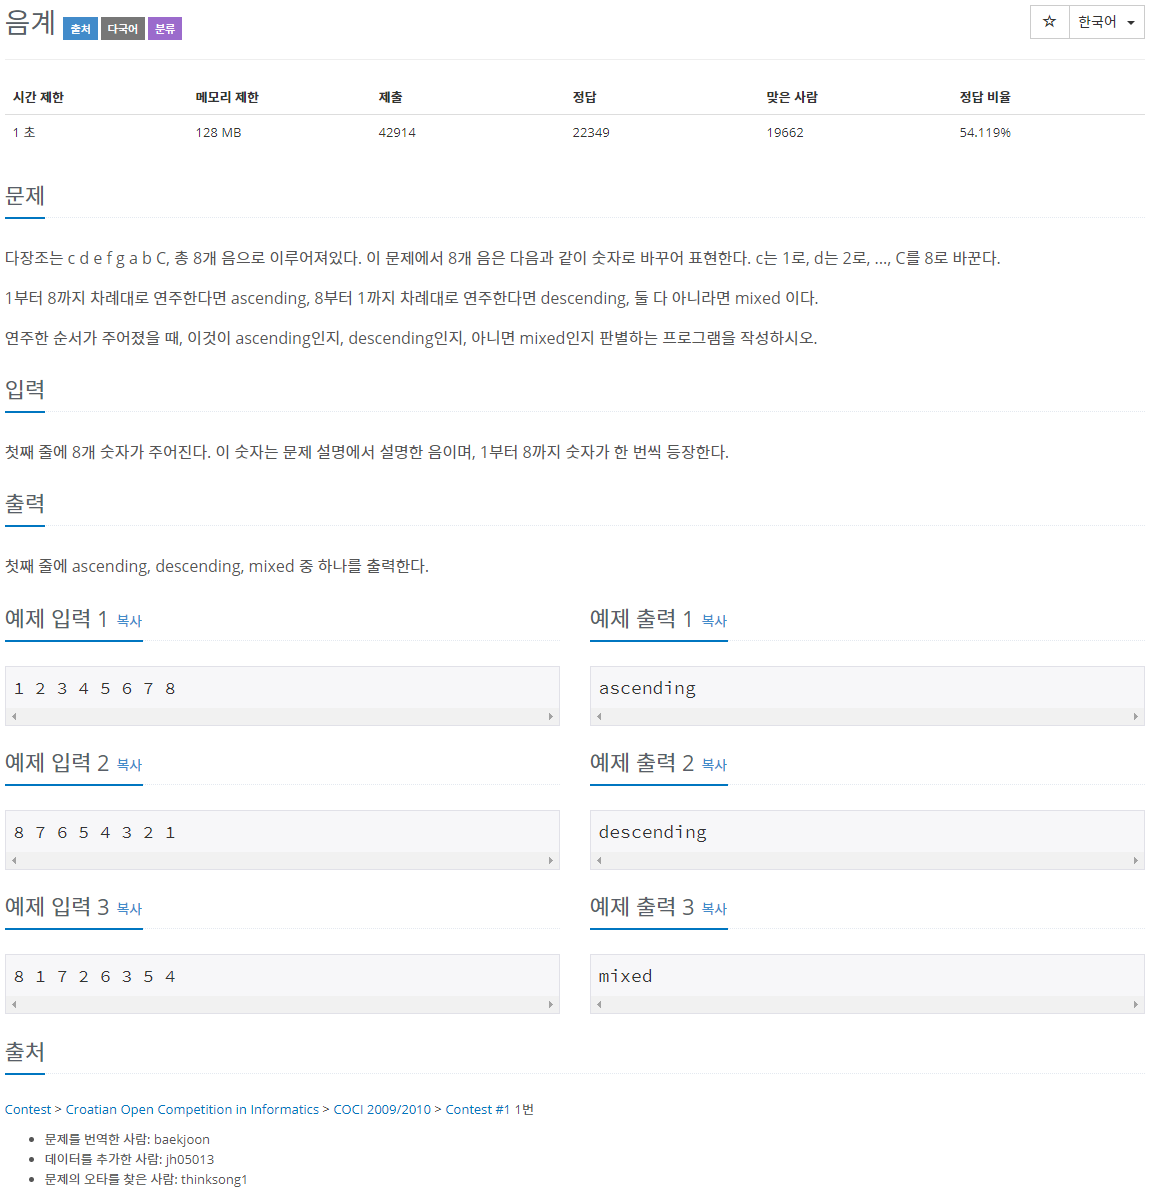 음계 출처 다국어 분류
☆ 한국어
시간 제한 메모리 제한 제출 정답 맞은 사람 정답 비율
1 초 128 MB 42914 22349 19662 54.119%
문제
다장조는 c d e f g a b C, 총 8개 음으로 이루어져있다. 이 문제에서 8개 음은 다음과 같이 숫자로 바꾸어 표현한다. c는 1로, d는 2로, ..., C를 8로 바꾼다.
1부터 8까지 차례대로 연주한다면 ascending, 8부터 1까지 차례대로 연주한다면 descending, 둘 다 아니라면 mixed 이다.
연주한 순서가 주어졌을 때, 이것이 ascending인지, descending인지, 아니면 mixed인지 판별하는 프로그램을 작성하시오.
입력
첫째 줄에 8개 숫자가 주어진다. 이 숫자는 문제 설명에서 설명한 음이며, 1부터 8까지 숫자가 한 번씩 등장한다.
출력
첫째 줄에 ascending, descending, mixed 중 하나를 출력한다.
예제 입력 1 복사
1 2 3 4 5 6 7 8
예제 출력 1 복사
ascending
예제 입력 2 복사
8 7 6 5 4 3 2 1
예제 출력 2 복사
descending
예제 입력 3 복사
8 1 7 2 6 3 5 4
예제 출력 3 복사
mixed
출처
Contest > Croatian Open Competition in Informatics > COCI 2009/2010 > Contest #1 1번
문제를 번역한 사람: baekjoon
데이터를 추가한 사람: jh05013
문제의 오타를 찾은 사람: thinksong1